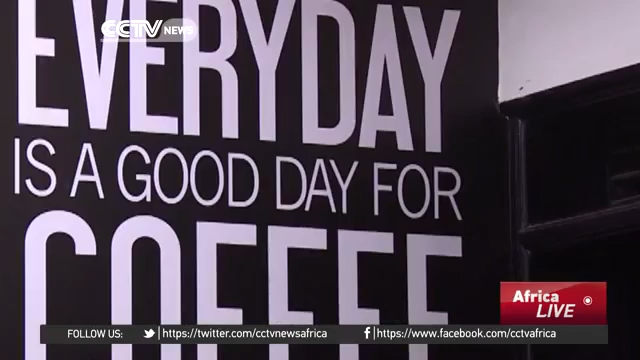 CCTV NEWS
EVERYDAY
IS A GOOD DAY FOR
COFFEE
Africa
LIVE
FOLLOW US: https://twitter.com/cctvnewsafrica https://www.facebook.com/cctvafrica